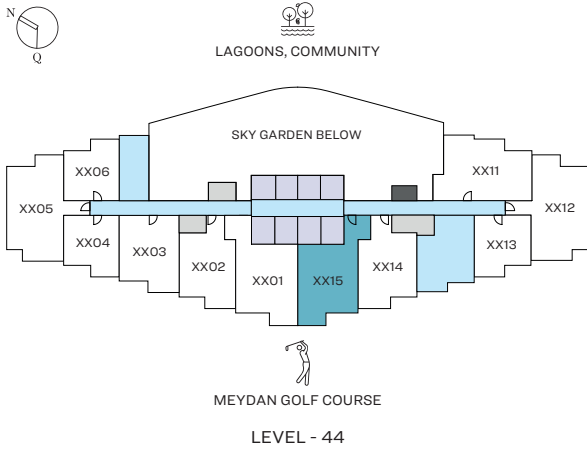 N
Q
LAGOONS, COMMUNITY
SKY GARDEN BELOW
XX06
XX11
XX05
XX12
XX04
XX03
XX02
XX01
XX15
XX14
XX13
MEYDAN GOLF COURSE
LEVEL - 44